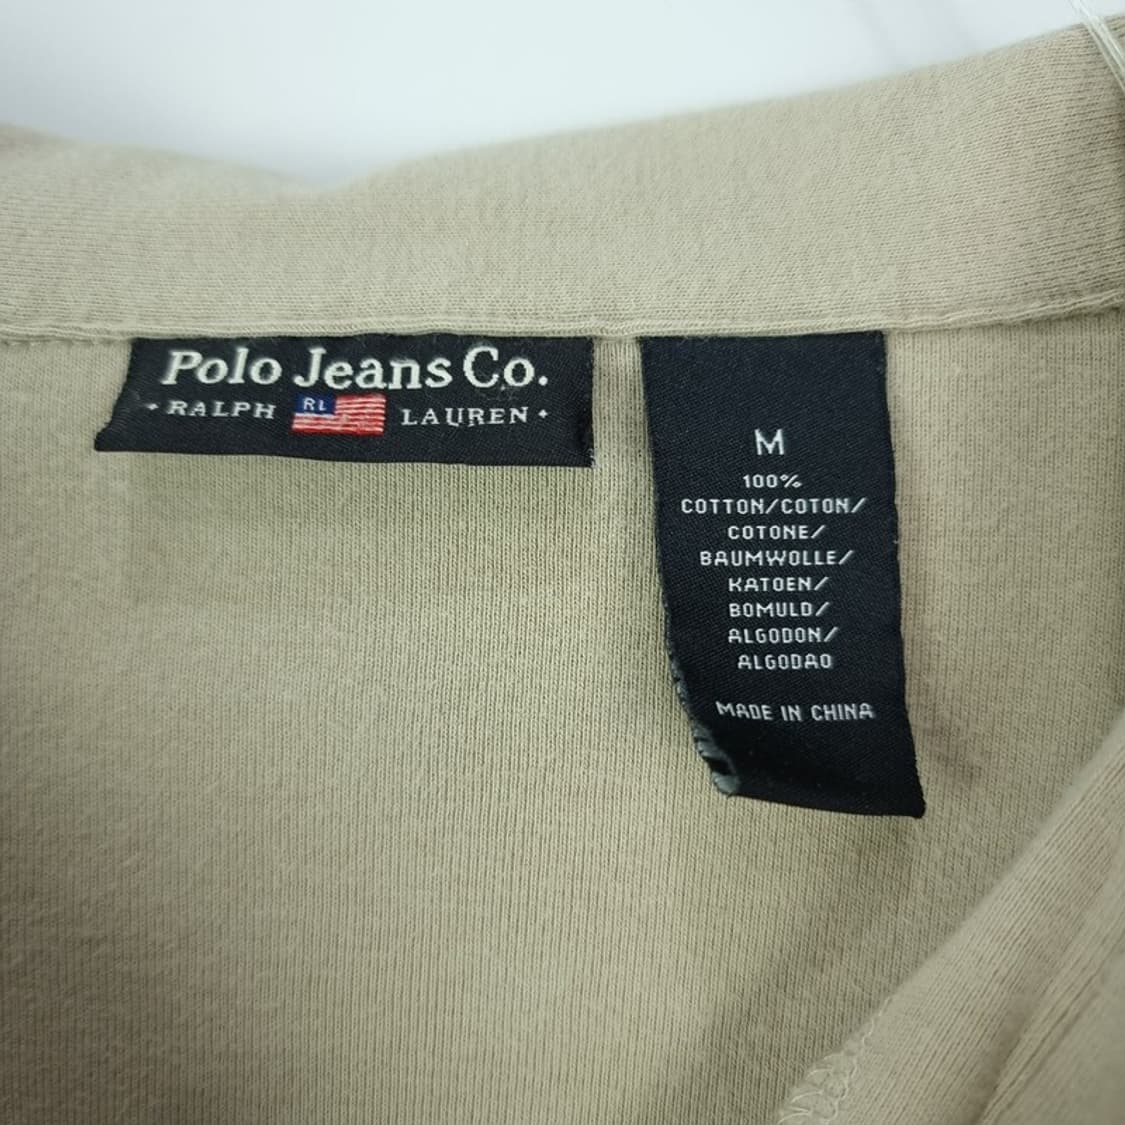 Polo Jeans Co.
• RALPH RL LAUREN •
M
100%
COTTON/COTON/
COTONE/
BAUMWOLLE/
KATOEN/
BOMULD/
ALGODON/
ALGODAO
MADE IN CHINA